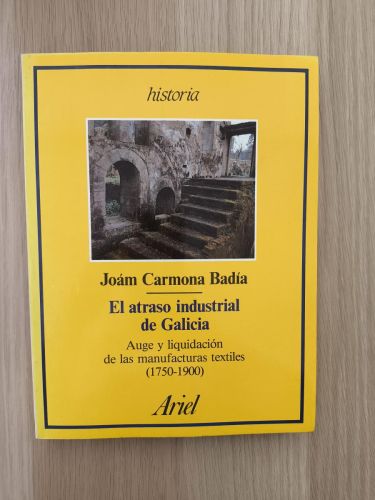 historia
Joám Carmona Badía
El atraso industrial
de Galicia
Auge y liquidación
de las manufacturas textiles
(1750-1900)
Ariel